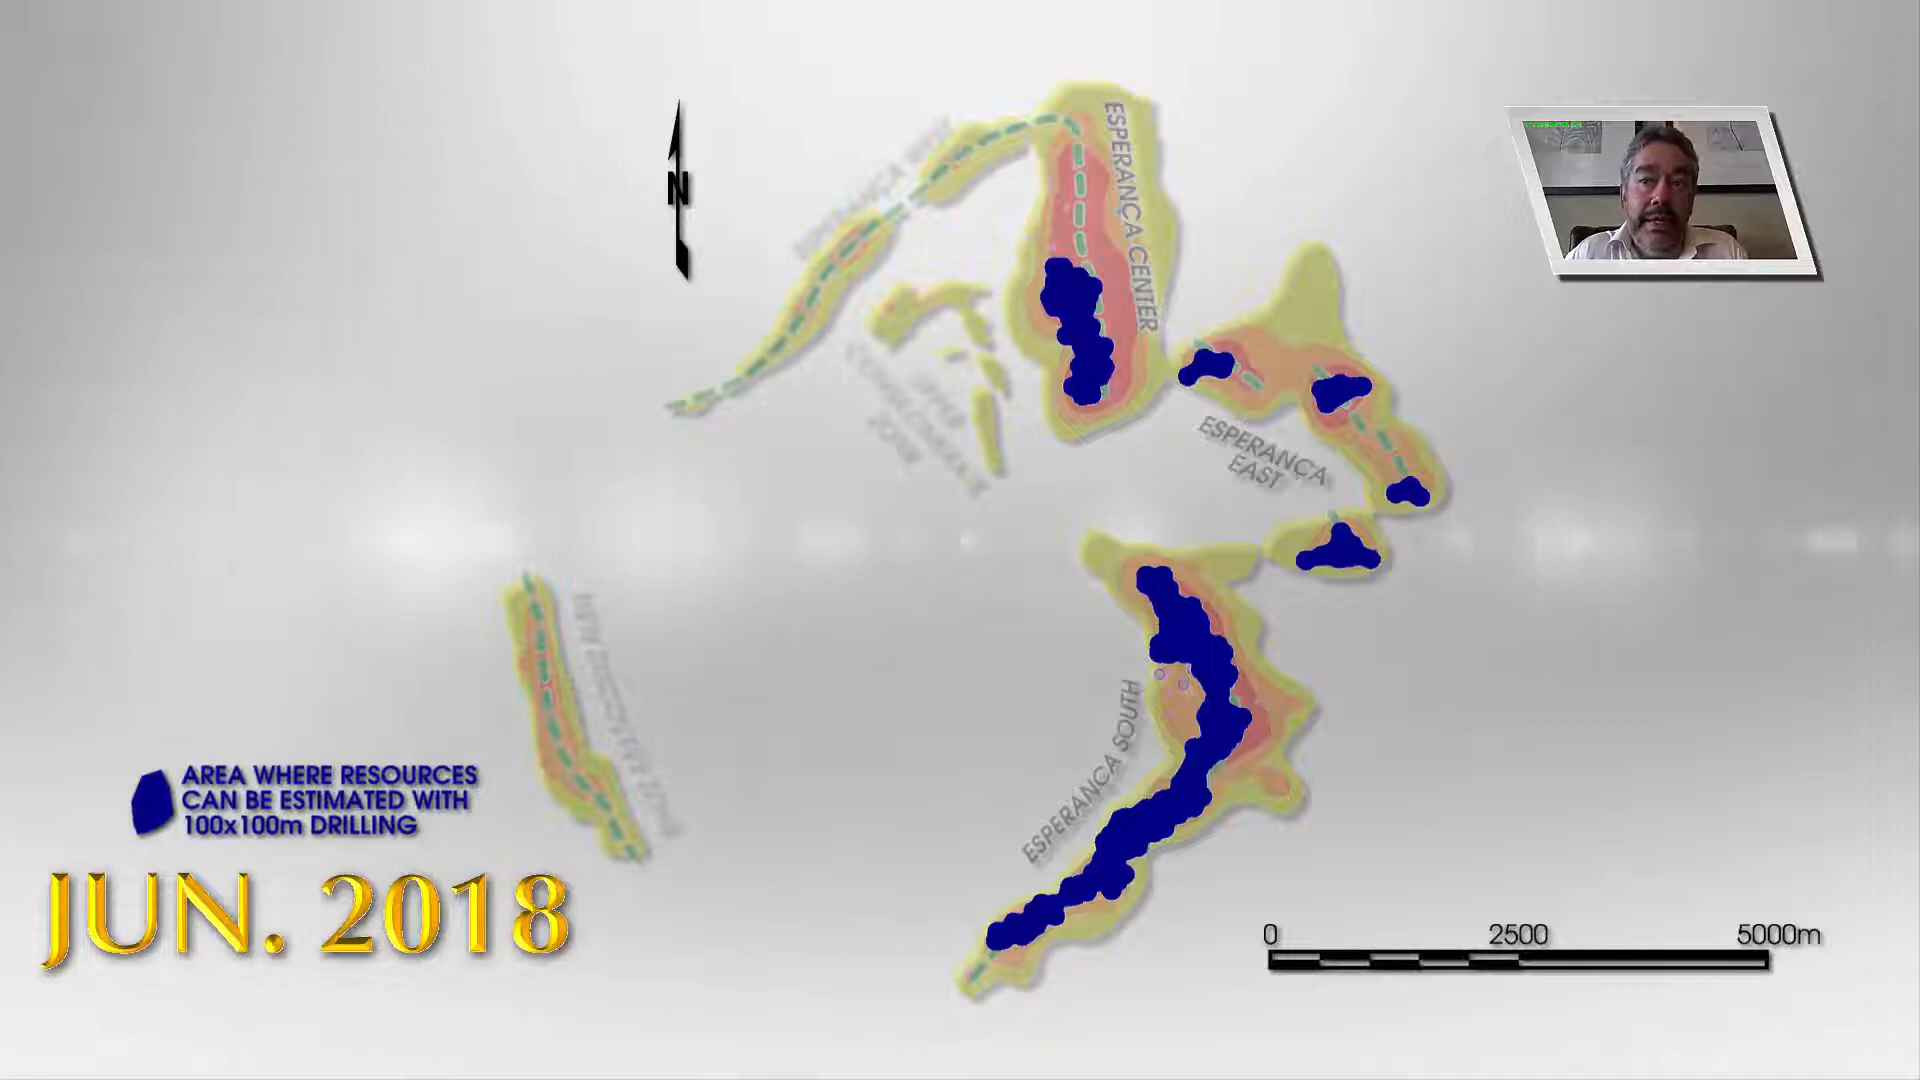 N
ESPERANÇA CENTER
ESPERANÇA
EAST
ESPERANÇA SOUTH
AREA WHERE RESOURCES
CAN BE ESTIMATED WITH
100x100m DRILLING
JUN. 2018
0 2500 5000m